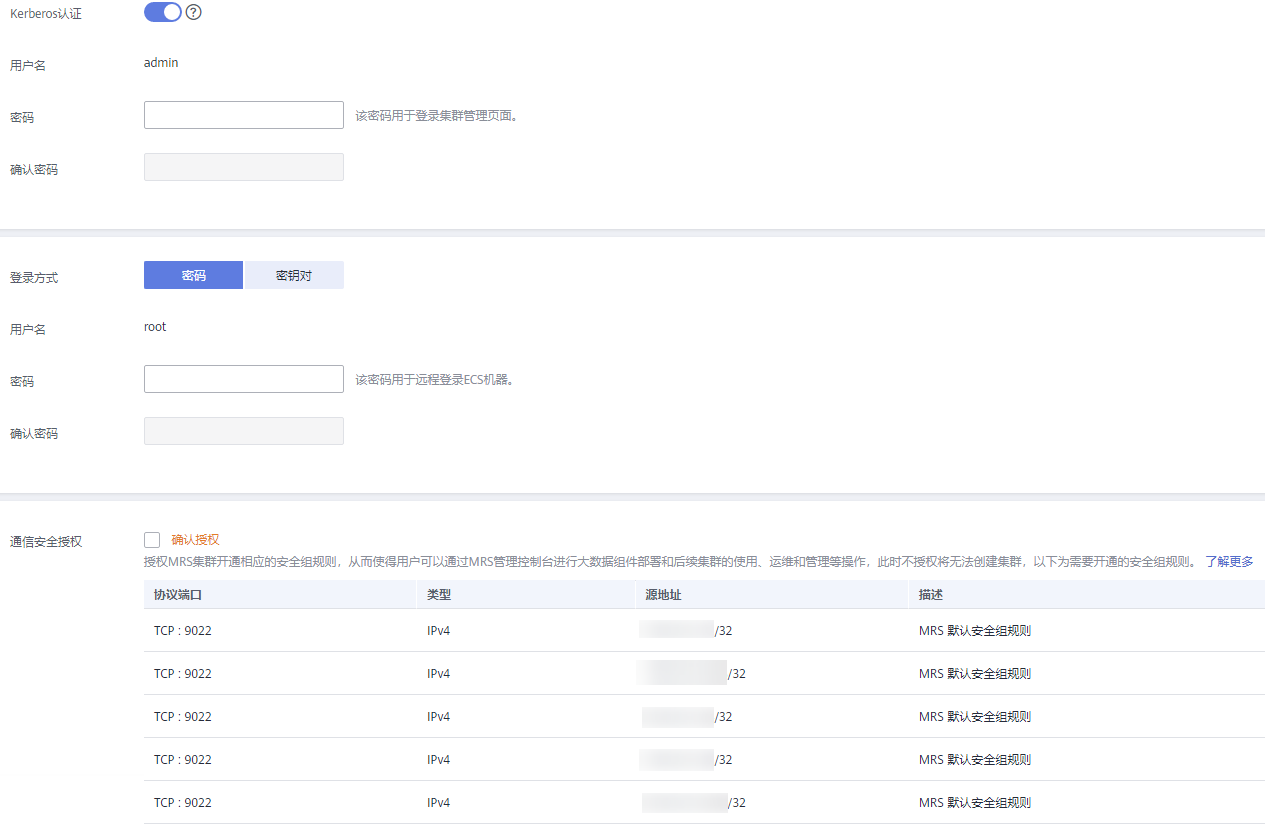 Kerberos认证 ?
用户名 admin
密码 该密码用于登录集群管理页面。
确认密码
登录方式 密码 密钥对
用户名 root
密码 该密码用于远程登录ECS机器。
确认密码
通信安全授权 确认授权
授权MRS集群开通相应的安全组规则，从而使得用户可以通过MRS管理控制台进行大数据组件部署和后续集群的使用、运维和管理等操作，此时不授权将无法创建集群，以下为需要开通的安全组规则。 了解更多
协议端口 类型 源地址 描述
TCP : 9022 IPv4 /32 MRS 默认安全组规则
TCP : 9022 IPv4 /32 MRS 默认安全组规则
TCP : 9022 IPv4 /32 MRS 默认安全组规则
TCP : 9022 IPv4 /32 MRS 默认安全组规则
TCP : 9022 IPv4 /32 MRS 默认安全组规则